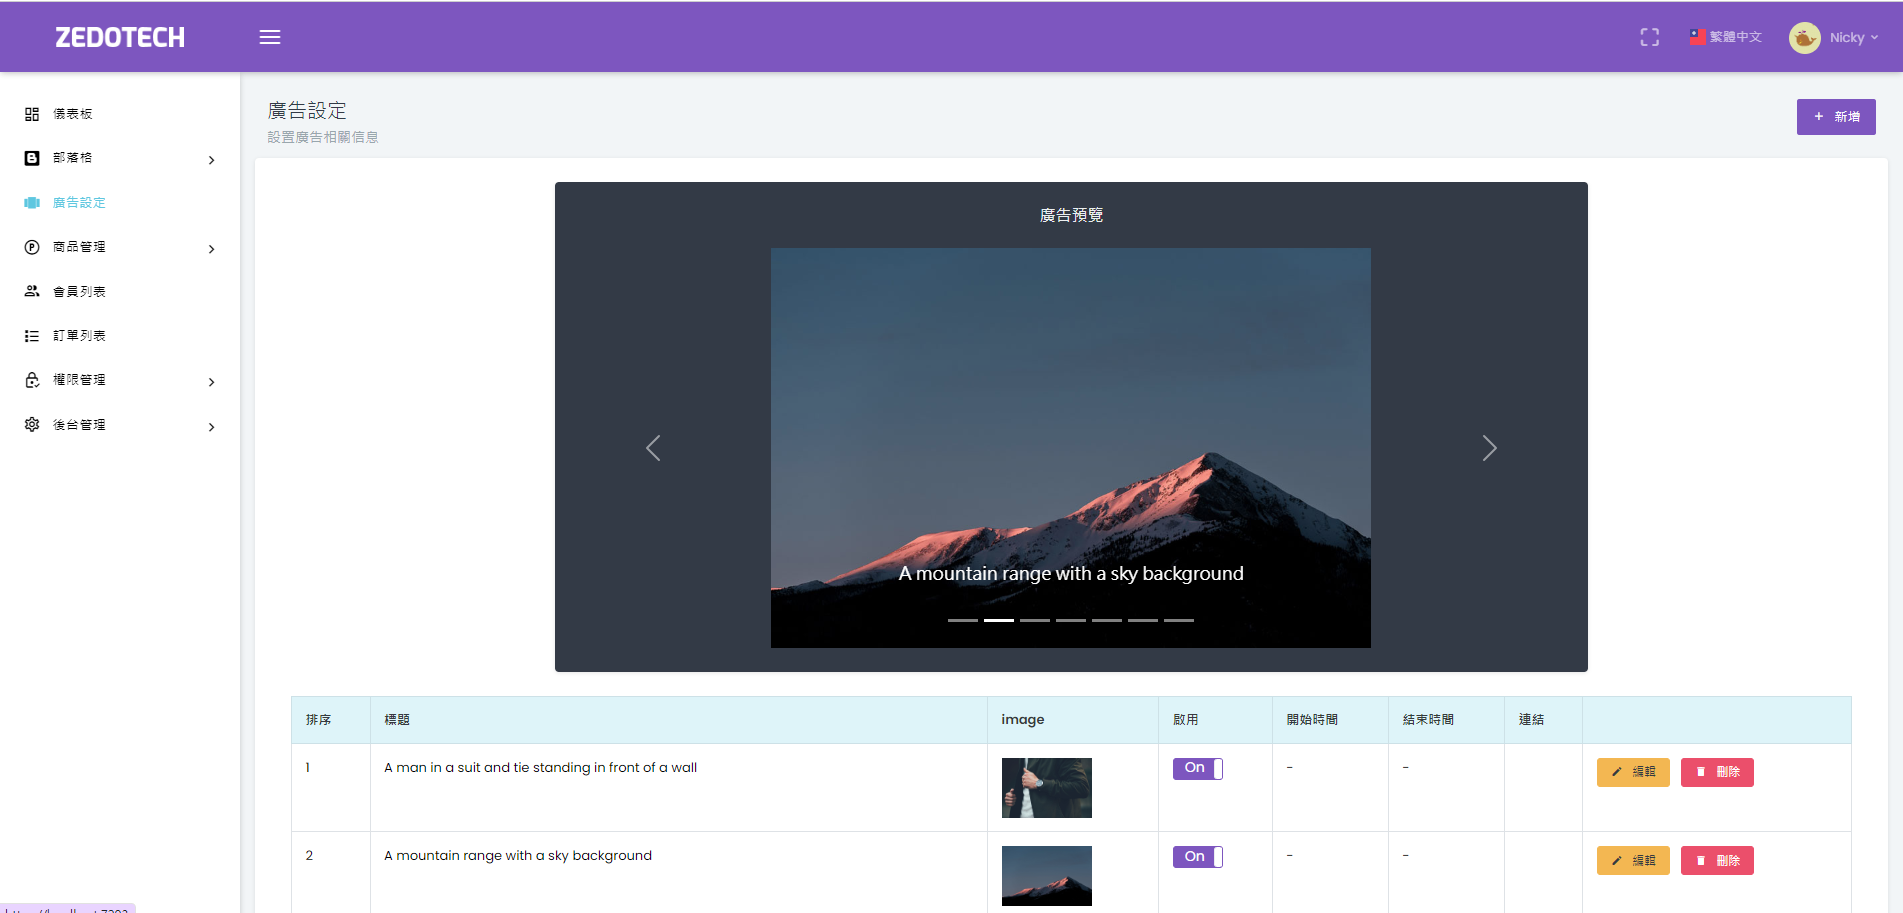 ZEDOTECH
繁體中文
Nicky
儀表板
部落格
廣告設定
商品管理
會員列表
訂單列表
權限管理
後台管理
廣告設定
設置廣告相關信息
+ 新增
廣告預覽
A mountain range with a sky background
排序 標題 image 啟用 開始時間 結束時間 連結
1 A man in a suit and tie standing in front of a wall On - - 編輯 刪除
2 A mountain range with a sky background On - - 編輯 刪除